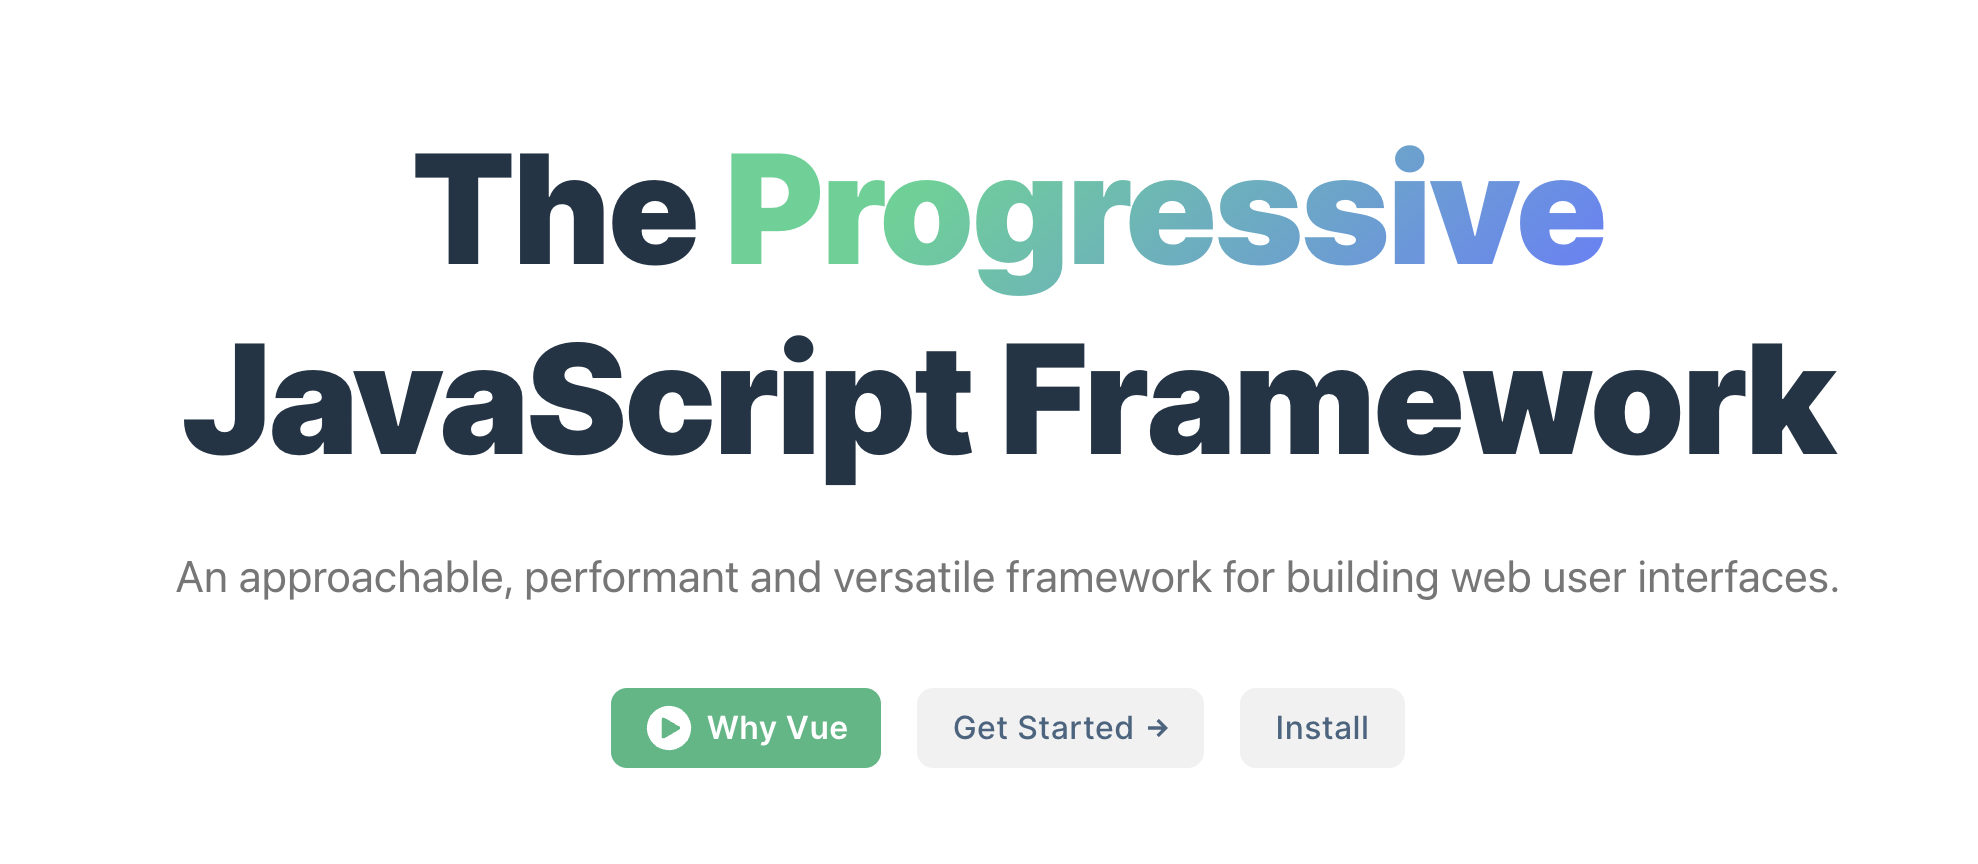 The Progressive
JavaScript Framework
An approachable, performant and versatile framework for building web user interfaces.
Why Vue
Get Started →
Install